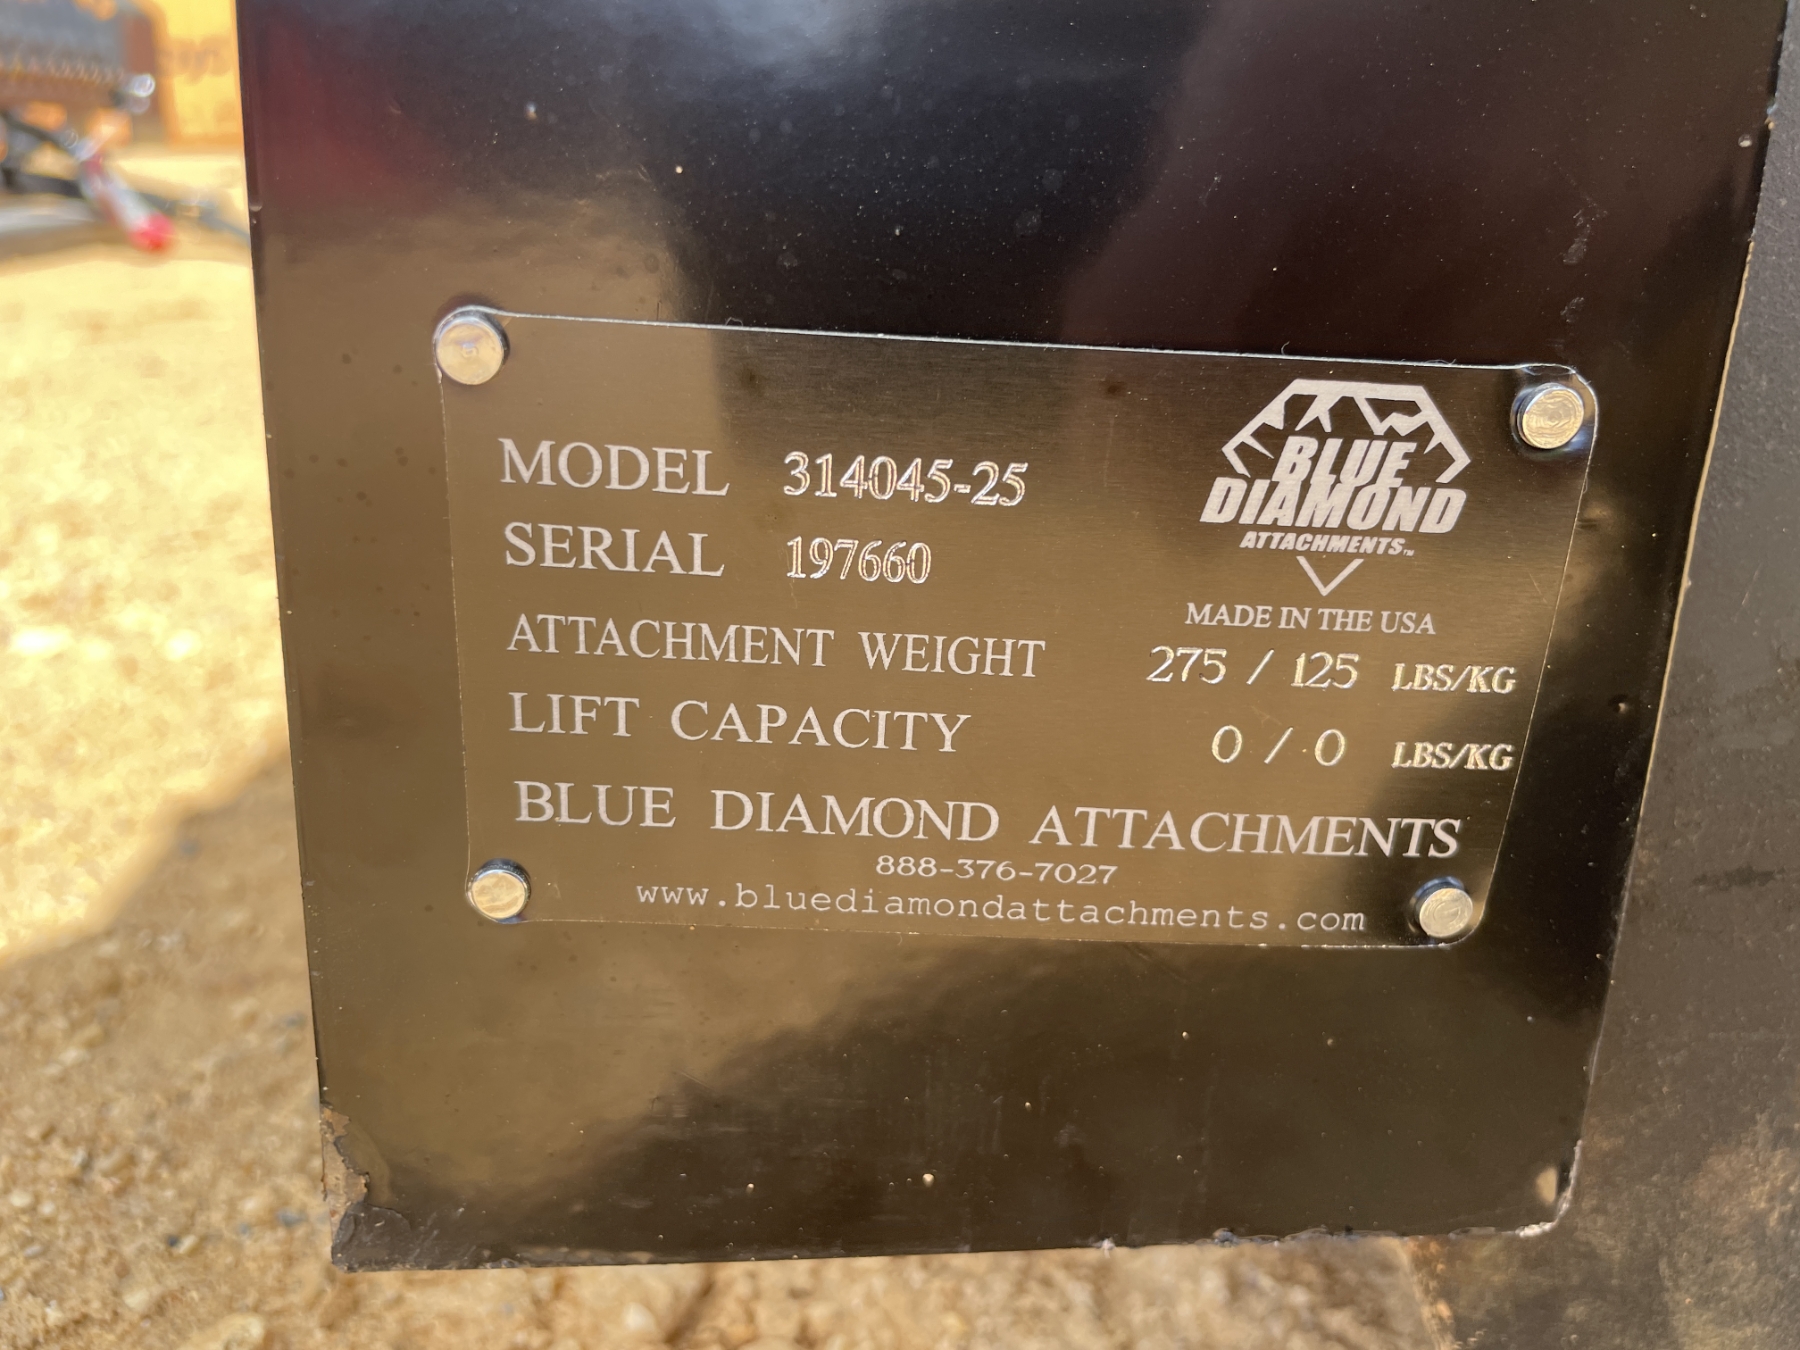 BLUE
DIAMOND
ATTACHMENTS™
MADE IN THE USA
MODEL 314045-25
SERIAL 197660
ATTACHMENT WEIGHT 275 / 125 LBS/KG
LIFT CAPACITY 0 / 0 LBS/KG
BLUE DIAMOND ATTACHMENTS
888-376-7027
www.bluediamondattachments.com